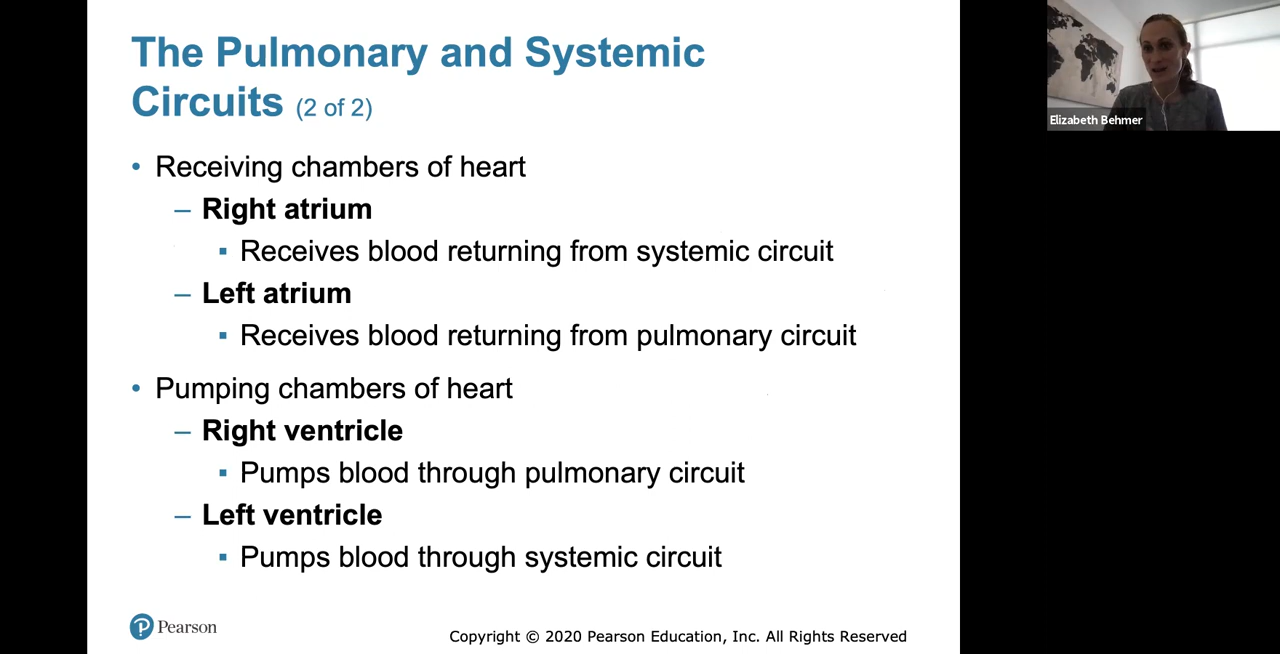 The Pulmonary and Systemic
Circuits (2 of 2)
• Receiving chambers of heart
– Right atrium
▪ Receives blood returning from systemic circuit
– Left atrium
▪ Receives blood returning from pulmonary circuit
• Pumping chambers of heart
– Right ventricle
▪ Pumps blood through pulmonary circuit
– Left ventricle
▪ Pumps blood through systemic circuit
Pearson
Copyright © 2020 Pearson Education, Inc. All Rights Reserved
Elizabeth Behmer